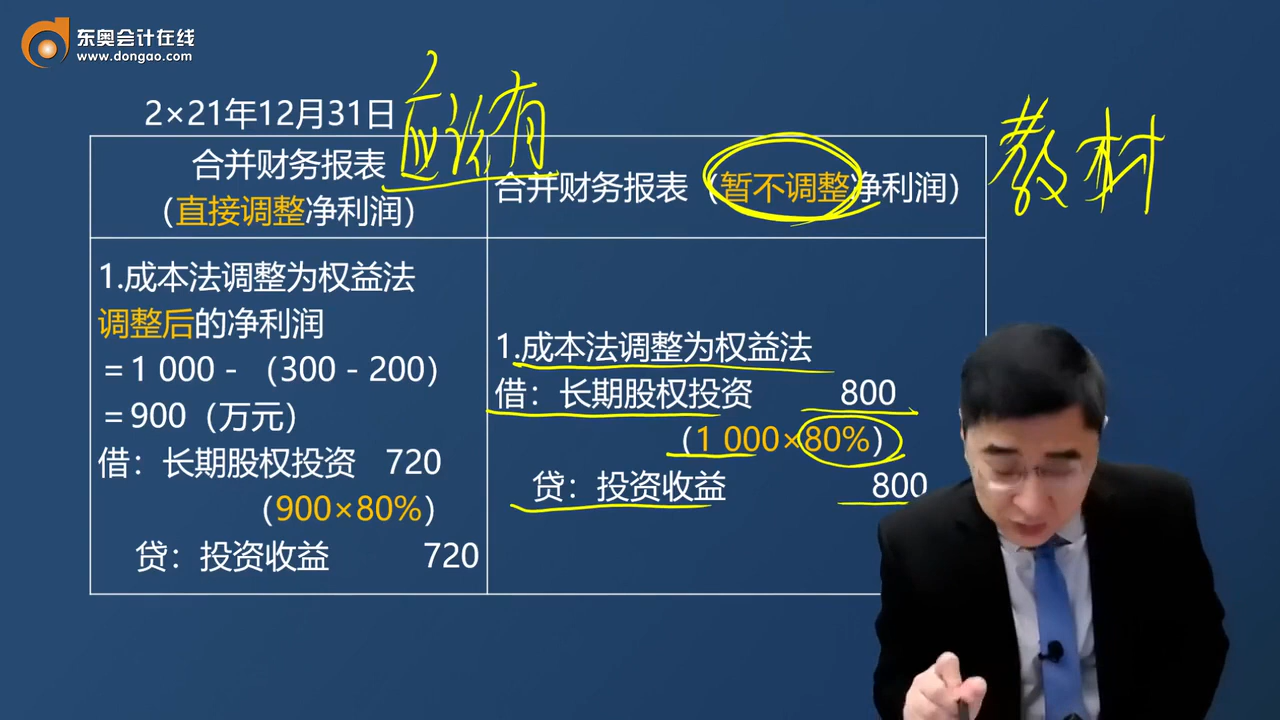 东奥会计在线
www.dongao.com
2×21年12月31日
应该有
教材
合并财务报表
（直接调整净利润）
合并财务报表（暂不调整净利润）
1.成本法调整为权益法
调整后的净利润
＝1 000－（300－200）
＝900（万元）
借：长期股权投资 720
（900×80%）
贷：投资收益 720
1.成本法调整为权益法
借：长期股权投资 800
（1 000×80%）
贷：投资收益 800